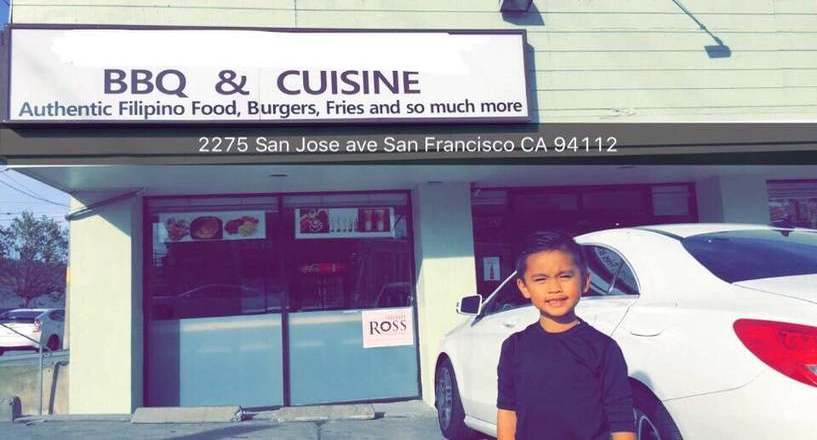 BBQ & CUISINE
Authentic Filipino Food, Burgers, Fries and so much more
2275 San Jose ave San Francisco CA 94112
ROSS